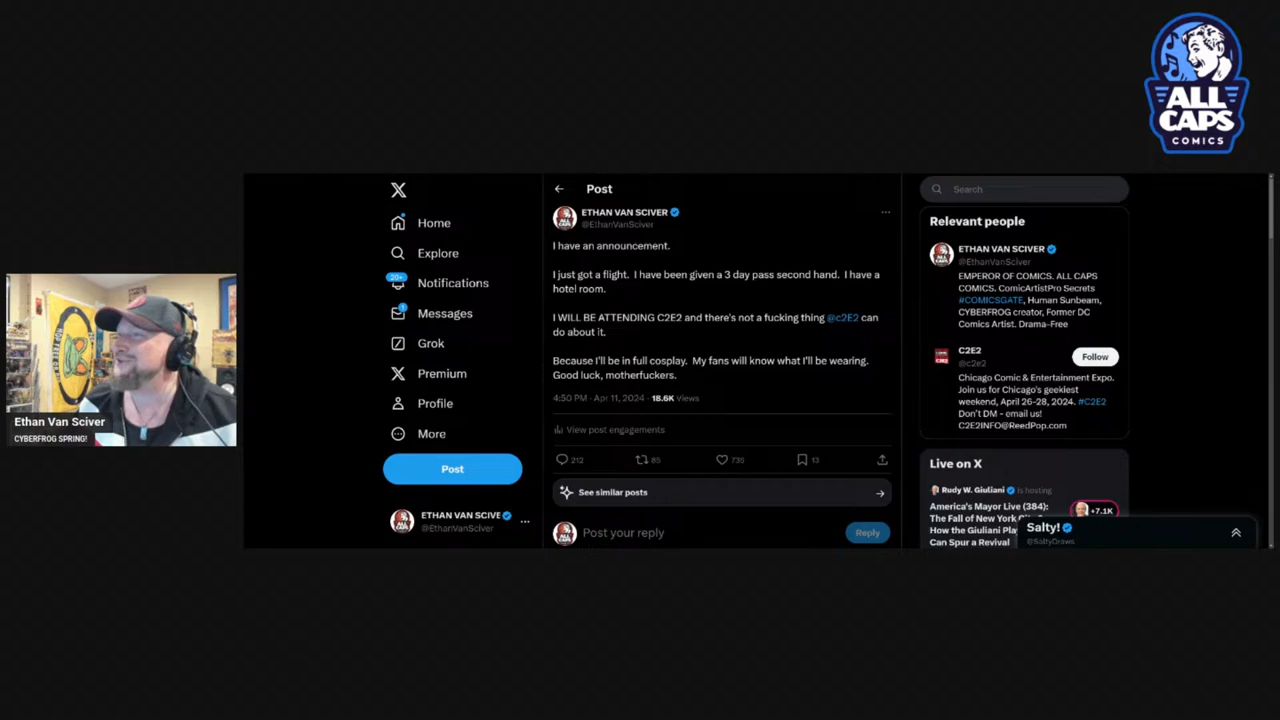 ALL
CAPS
COMICS
Ethan Van Sciver
CYBERFROG SPRING!
X
Home
Explore
20+
Notifications
1
Messages
Grok
Premium
Profile
More
Post
ETHAN VAN SCIVE
@EthanVanSciver
Post
ETHAN VAN SCIVER
@EthanVanSciver
I have an announcement.
I just got a flight. I have been given a 3 day pass second hand. I have a
hotel room.
I WILL BE ATTENDING C2E2 and there's not a fucking thing @c2E2 can
do about it.
Because I'll be in full cosplay. My fans will know what I'll be wearing.
Good luck, motherfuckers.
4:50 PM · Apr 11, 2024 · 18.6K Views
View post engagements
212 85 735 13
See similar posts
Post your reply
Reply
Search
Relevant people
ETHAN VAN SCIVER
@EthanVanSciver
EMPEROR OF COMICS. ALL CAPS
COMICS. ComicArtistPro Secrets
#COMICSGATE, Human Sunbeam,
CYBERFROG creator, Former DC
Comics Artist. Drama-Free
C2E2
@c2e2
Follow
Chicago Comic & Entertainment Expo.
Join us for Chicago's geekiest
weekend, April 26-28, 2024. #C2E2
Don't DM - email us!
C2E2INFO@ReedPop.com
Live on X
Rudy W. Giuliani is hosting
America's Mayor Live (384):
The Fall of New York City &
How the Giuliani Pla
Can Spur a Revival
+7.1K
Salty!
@SaltyDraws